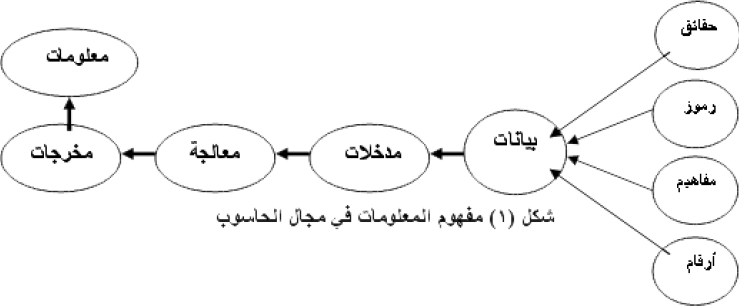 حقائق
رموز
مفاهيم
أرقام
بيانات
مدخلات
معالجة
مخرجات
معلومات
شكل (١) مفهوم المعلومات في مجال الحاسوب